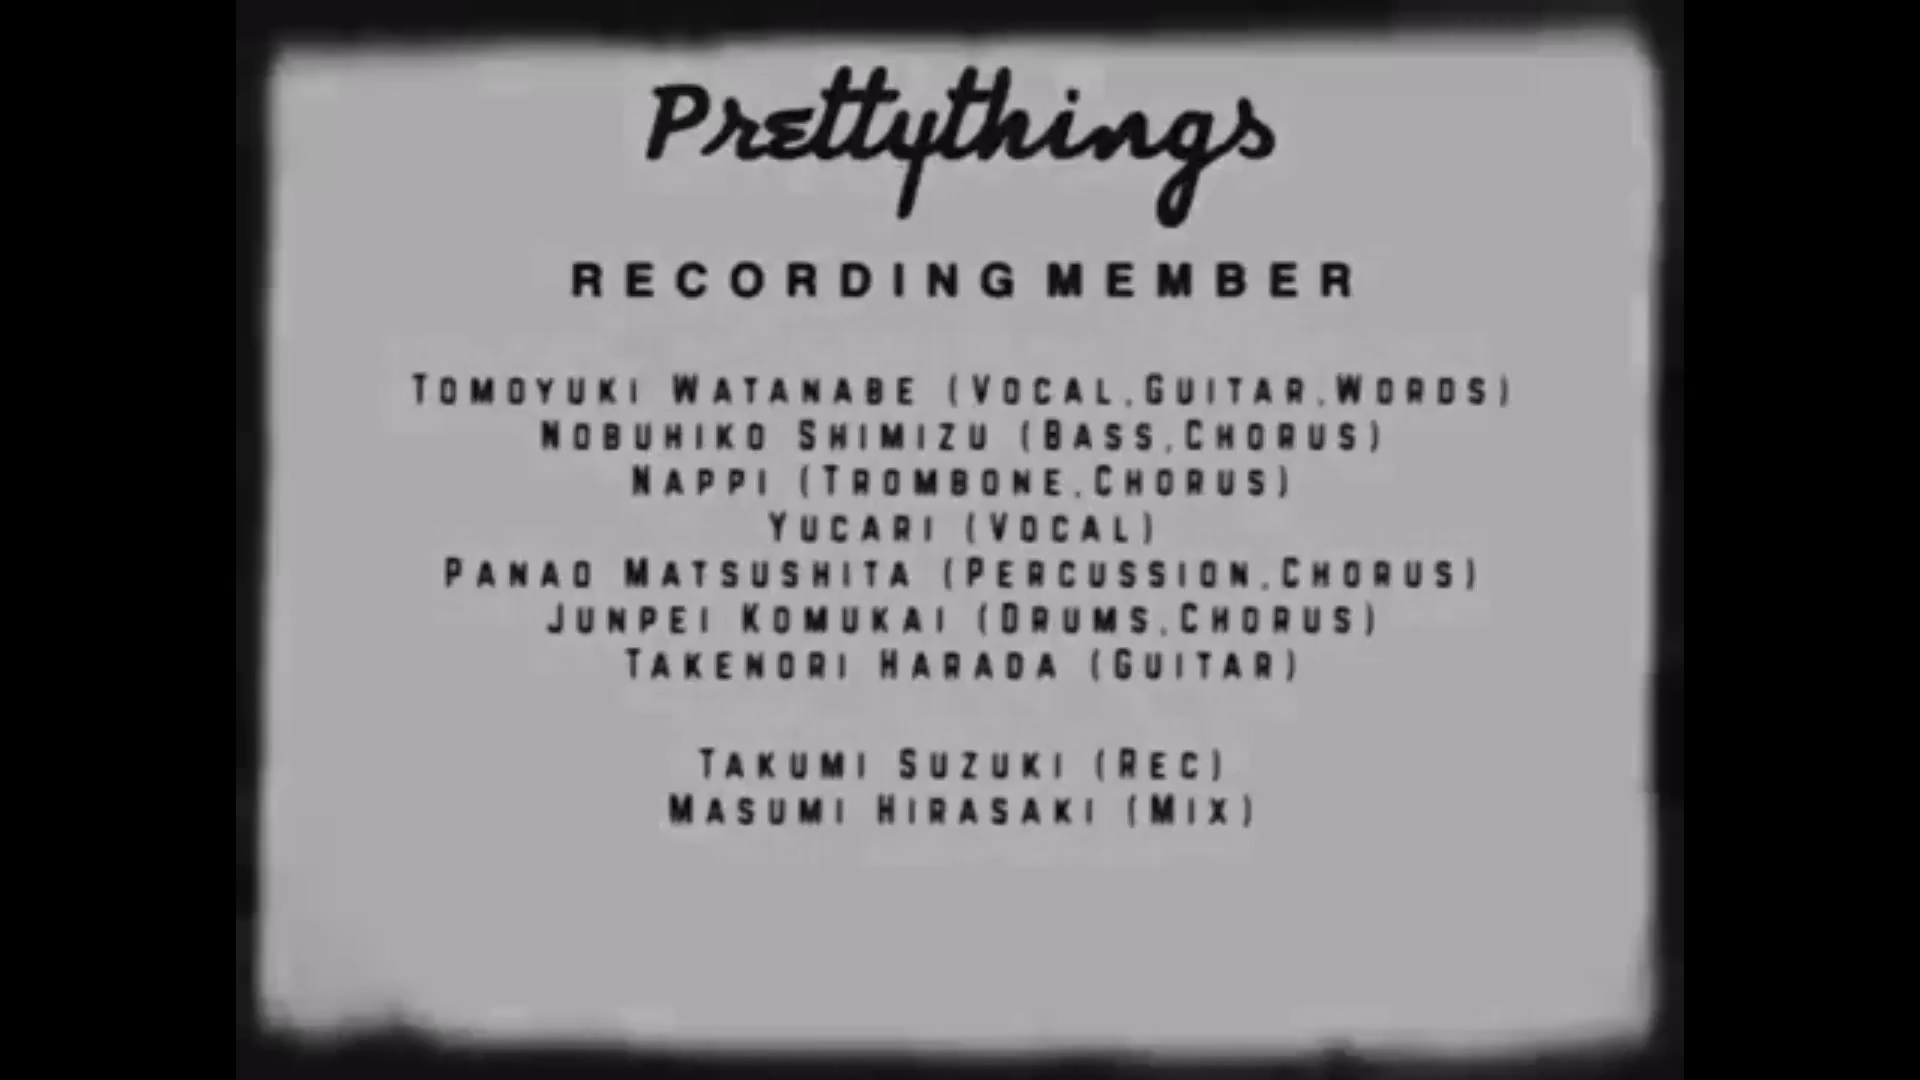 Prettythings
RECORDING MEMBER
TOMOYUKI WATANABE (VOCAL,GUITAR,WORDS)
NOBUHIKO SHIMIZU (BASS,CHORUS)
NAPPI (TROMBONE,CHORUS)
YUCARI (VOCAL)
PANAO MATSUSHITA (PERCUSSION,CHORUS)
JUNPEI KOMUKAI (DRUMS,CHORUS)
TAKENORI HARADA (GUITAR)
TAKUMI SUZUKI (REC)
MASUMI HIRASAKI (MIX)